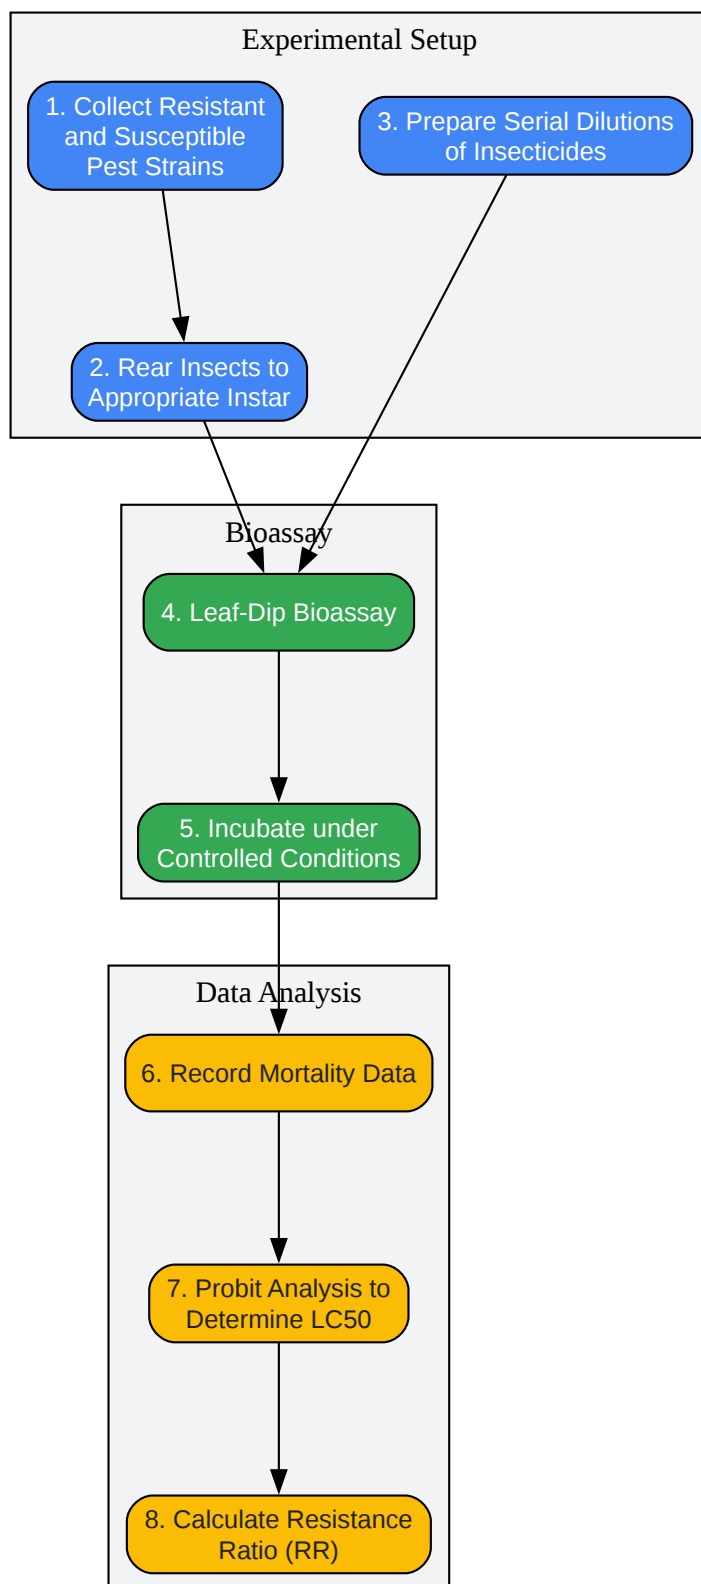 Experimental Setup
1. Collect Resistant
and Susceptible
Pest Strains
3. Prepare Serial Dilutions
of Insecticides
2. Rear Insects to
Appropriate Instar
Bioassay
4. Leaf-Dip Bioassay
5. Incubate under
Controlled Conditions
Data Analysis
6. Record Mortality Data
7. Probit Analysis to
Determine LC50
8. Calculate Resistance
Ratio (RR)